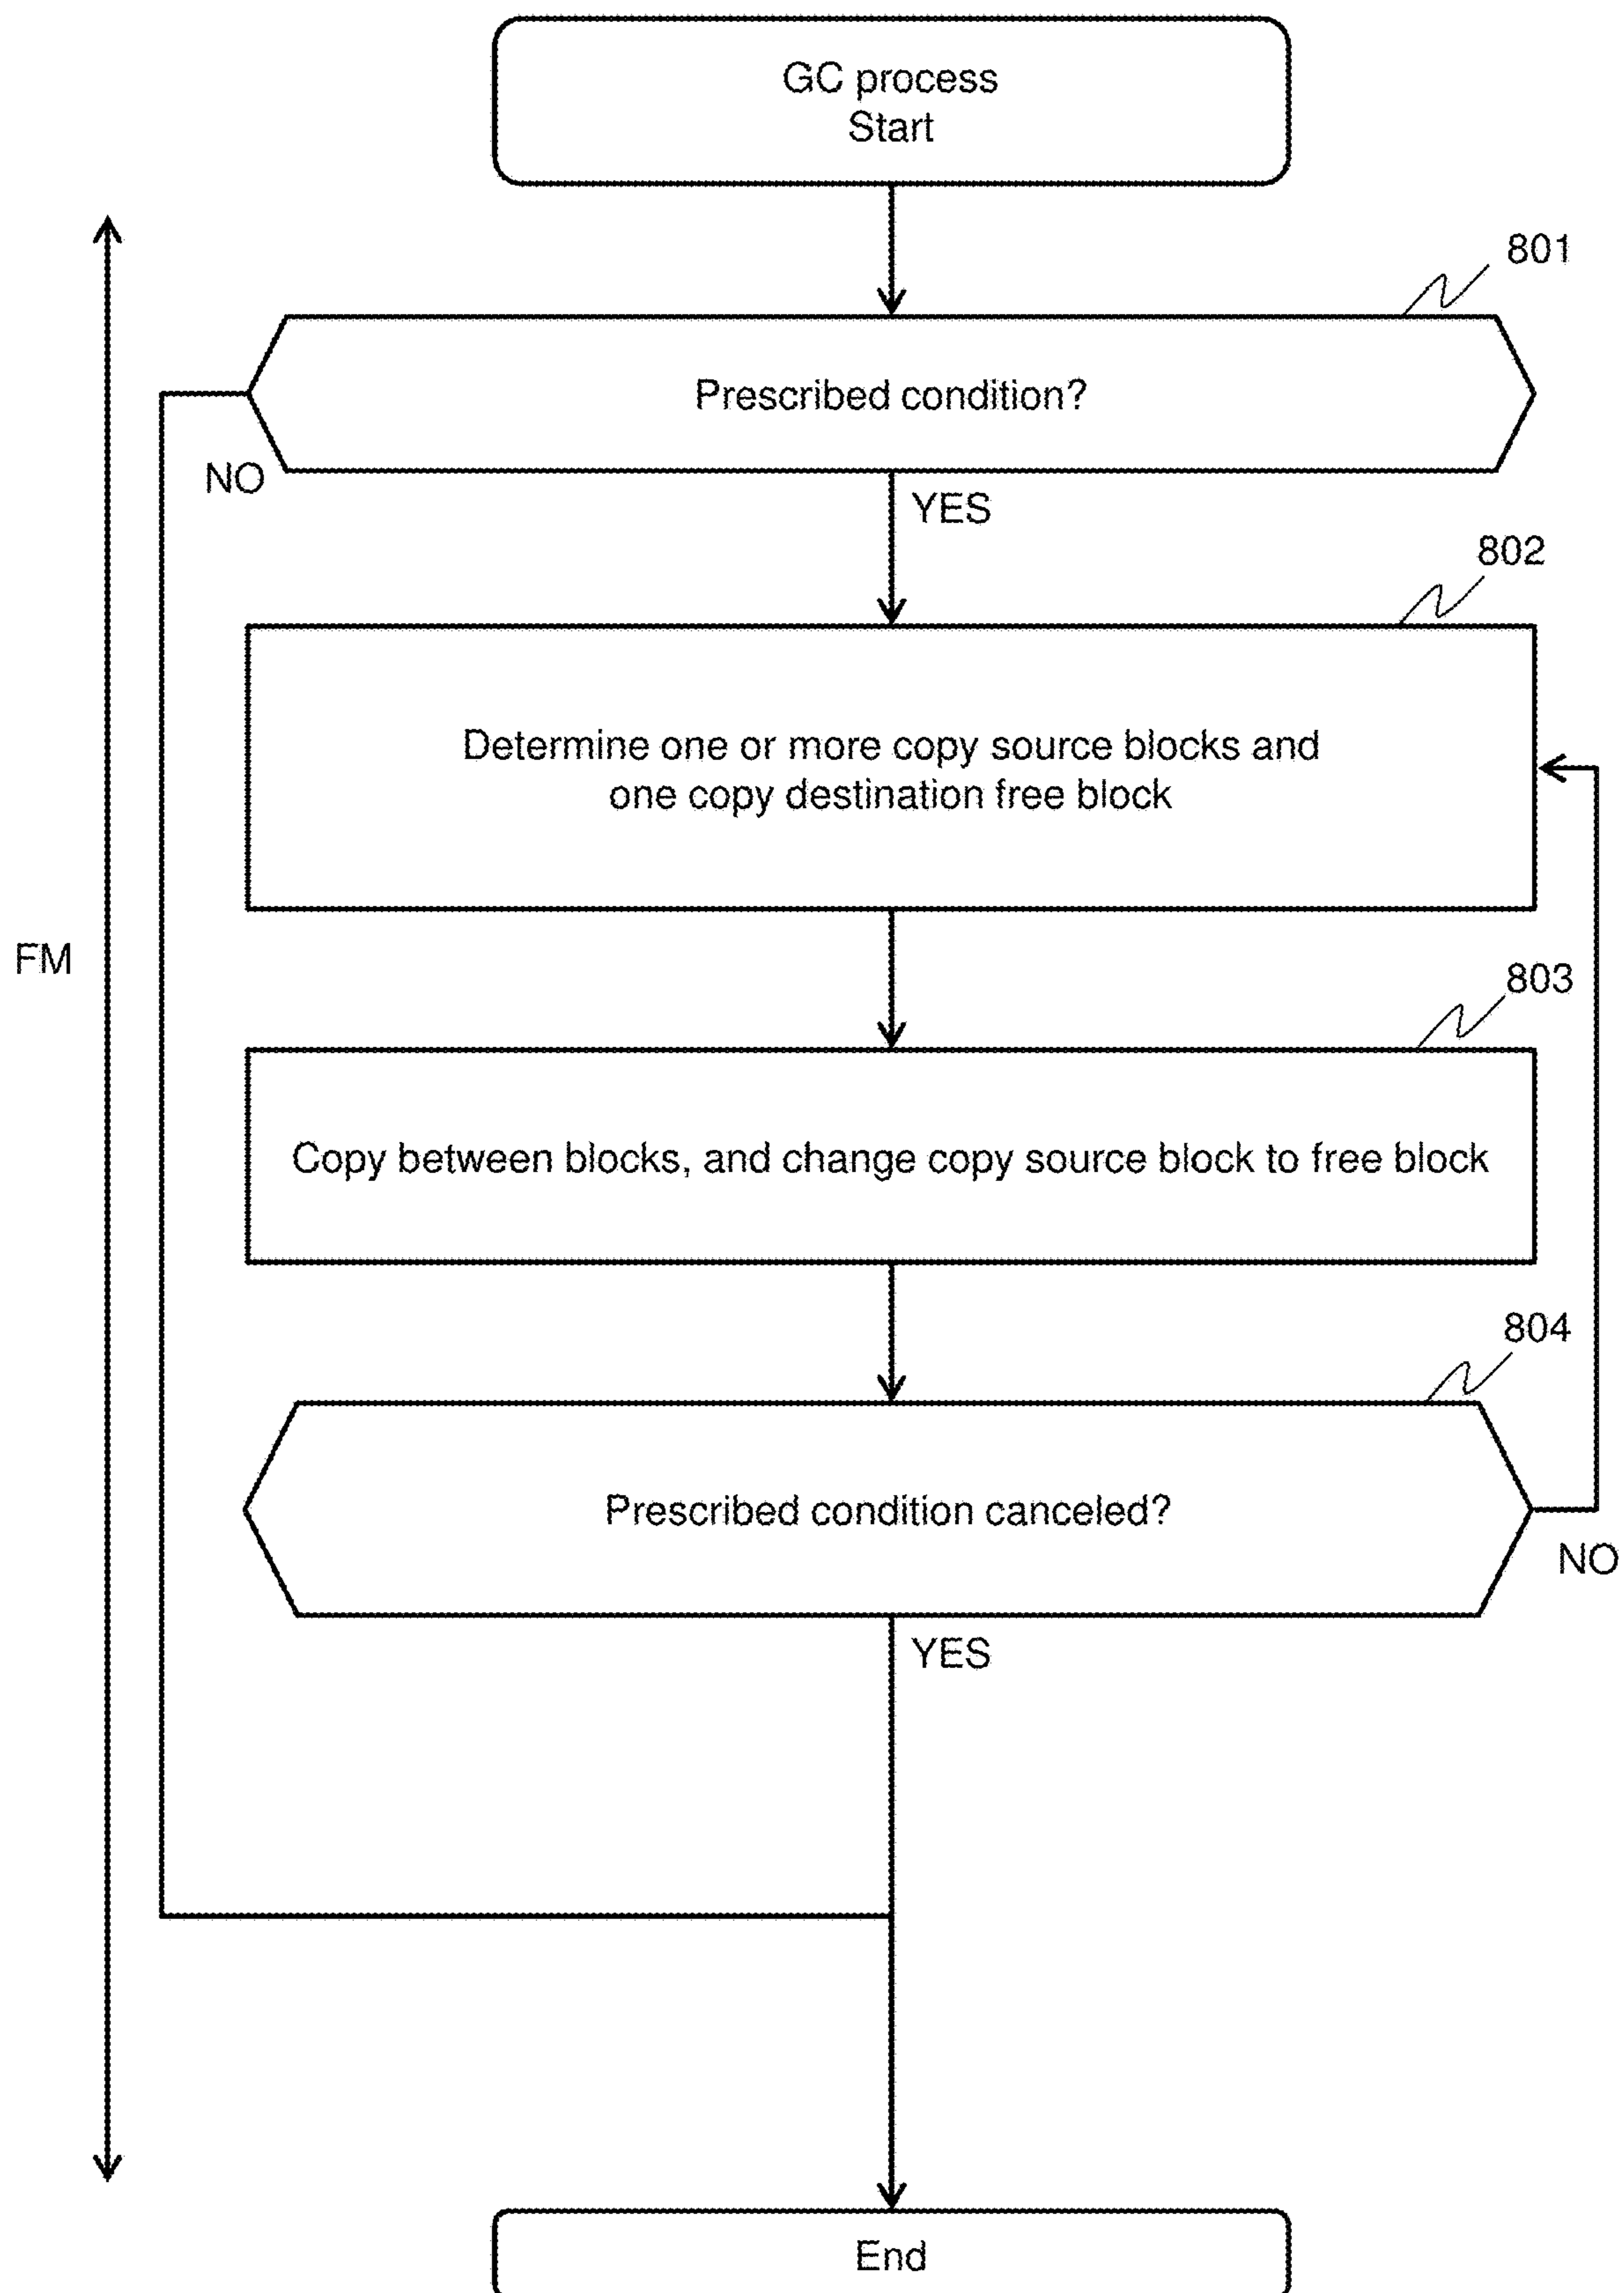 GC process
Start
801
Prescribed condition?
NO
YES
802
Determine one or more copy source blocks and
one copy destination free block
FM
803
Copy between blocks, and change copy source block to free block
804
Prescribed condition canceled?
NO
YES
End